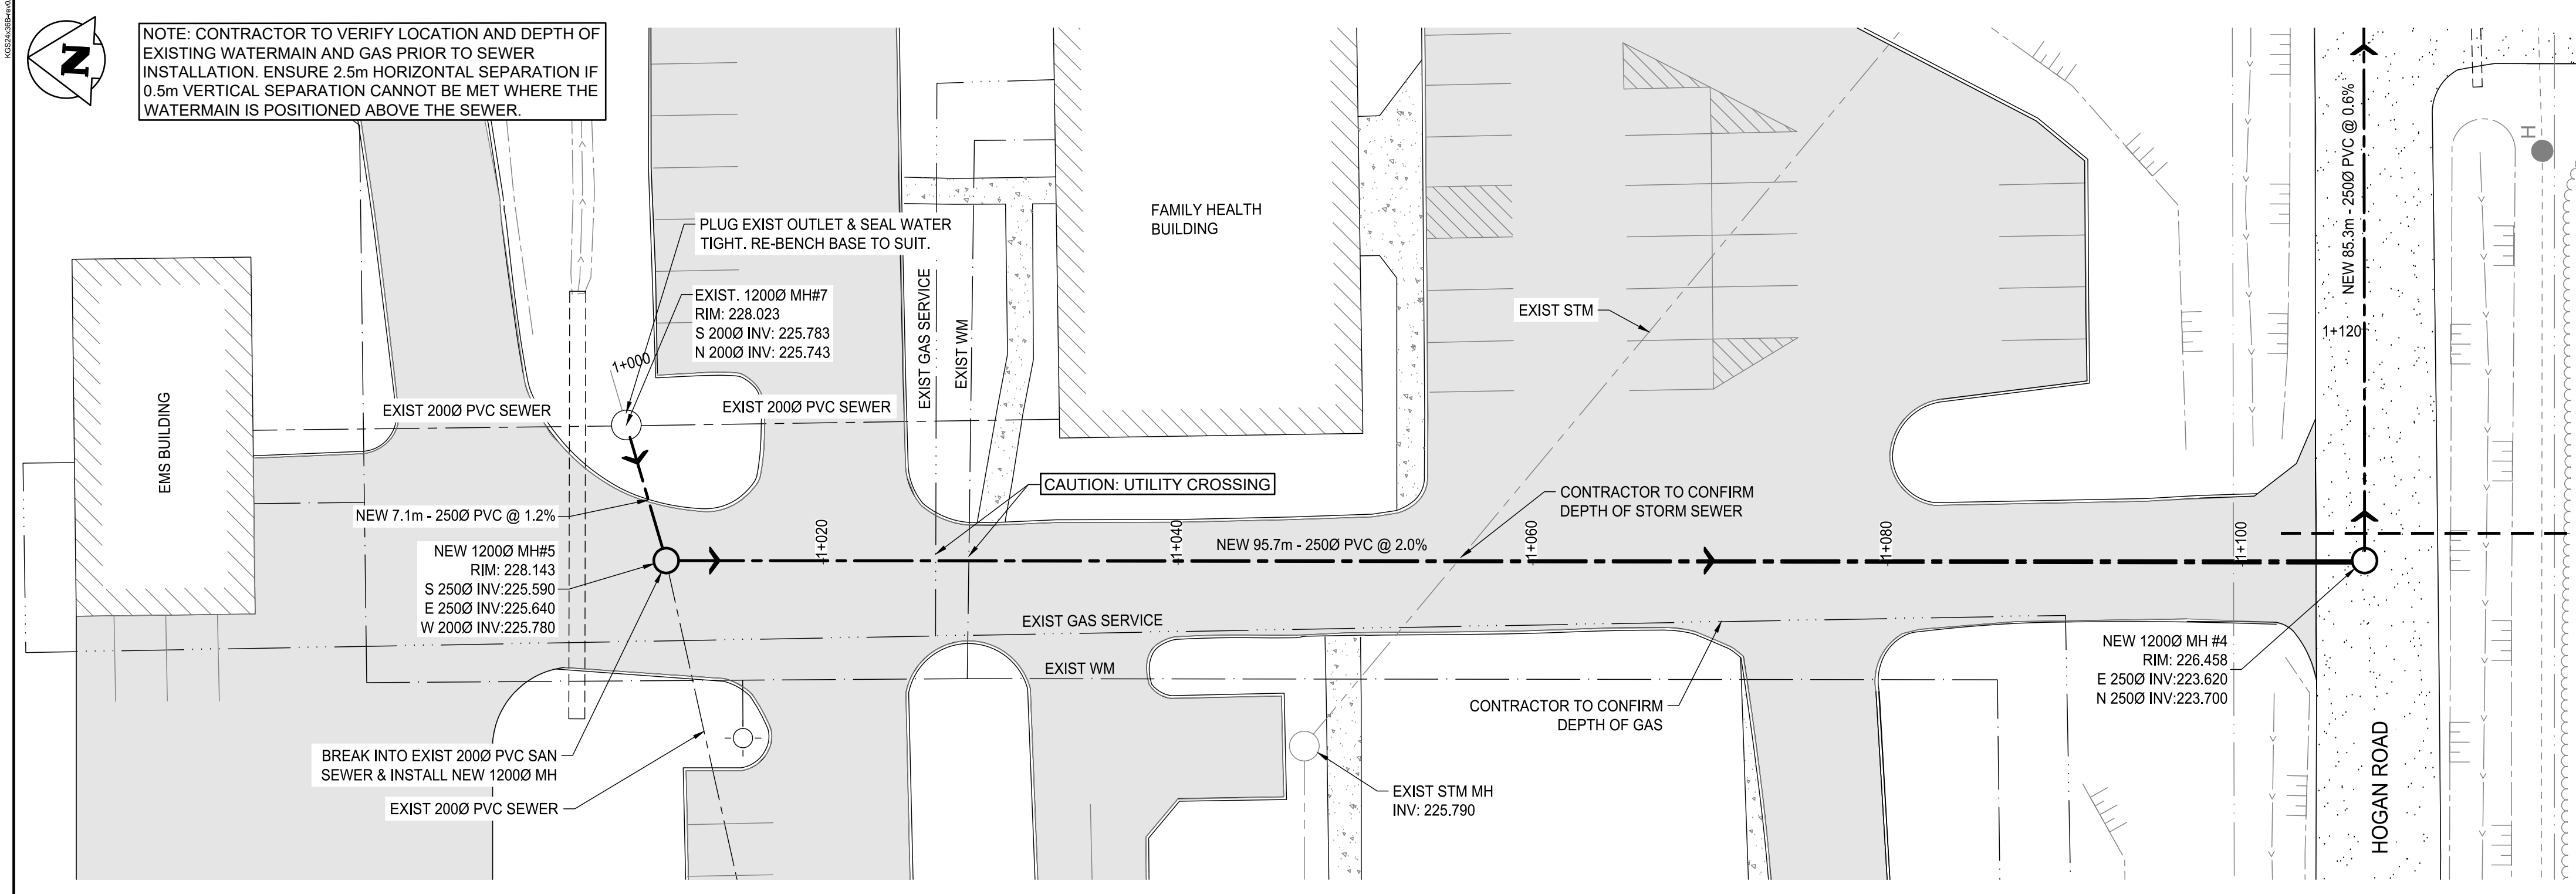 KGS24x36B-rev0
N
NOTE: CONTRACTOR TO VERIFY LOCATION AND DEPTH OF
EXISTING WATERMAIN AND GAS PRIOR TO SEWER
INSTALLATION. ENSURE 2.5m HORIZONTAL SEPARATION IF
0.5m VERTICAL SEPARATION CANNOT BE MET WHERE THE
WATERMAIN IS POSITIONED ABOVE THE SEWER.
PLUG EXIST OUTLET & SEAL WATER
TIGHT. RE-BENCH BASE TO SUIT.
EXIST. 1200Ø MH#7
RIM: 228.023
S 200Ø INV: 225.783
N 200Ø INV: 225.743
1+000
EXIST 200Ø PVC SEWER
EXIST 200Ø PVC SEWER
EXIST GAS SERVICE
EXIST WM
FAMILY HEALTH
BUILDING
EXIST STM
NEW 85.3m - 250Ø PVC @ 0.6%
1+120
H
EMS BUILDING
CAUTION: UTILITY CROSSING
CONTRACTOR TO CONFIRM
DEPTH OF STORM SEWER
NEW 7.1m - 250Ø PVC @ 1.2%
NEW 1200Ø MH#5
RIM: 228.143
S 250Ø INV:225.590
E 250Ø INV:225.640
W 200Ø INV:225.780
1+020
1+040
NEW 95.7m - 250Ø PVC @ 2.0%
1+060
1+080
1+100
EXIST GAS SERVICE
EXIST WM
NEW 1200Ø MH #4
RIM: 226.458
E 250Ø INV:223.620
N 250Ø INV:223.700
CONTRACTOR TO CONFIRM
DEPTH OF GAS
BREAK INTO EXIST 200Ø PVC SAN
SEWER & INSTALL NEW 1200Ø MH
EXIST 200Ø PVC SEWER
EXIST STM MH
INV: 225.790
HOGAN ROAD